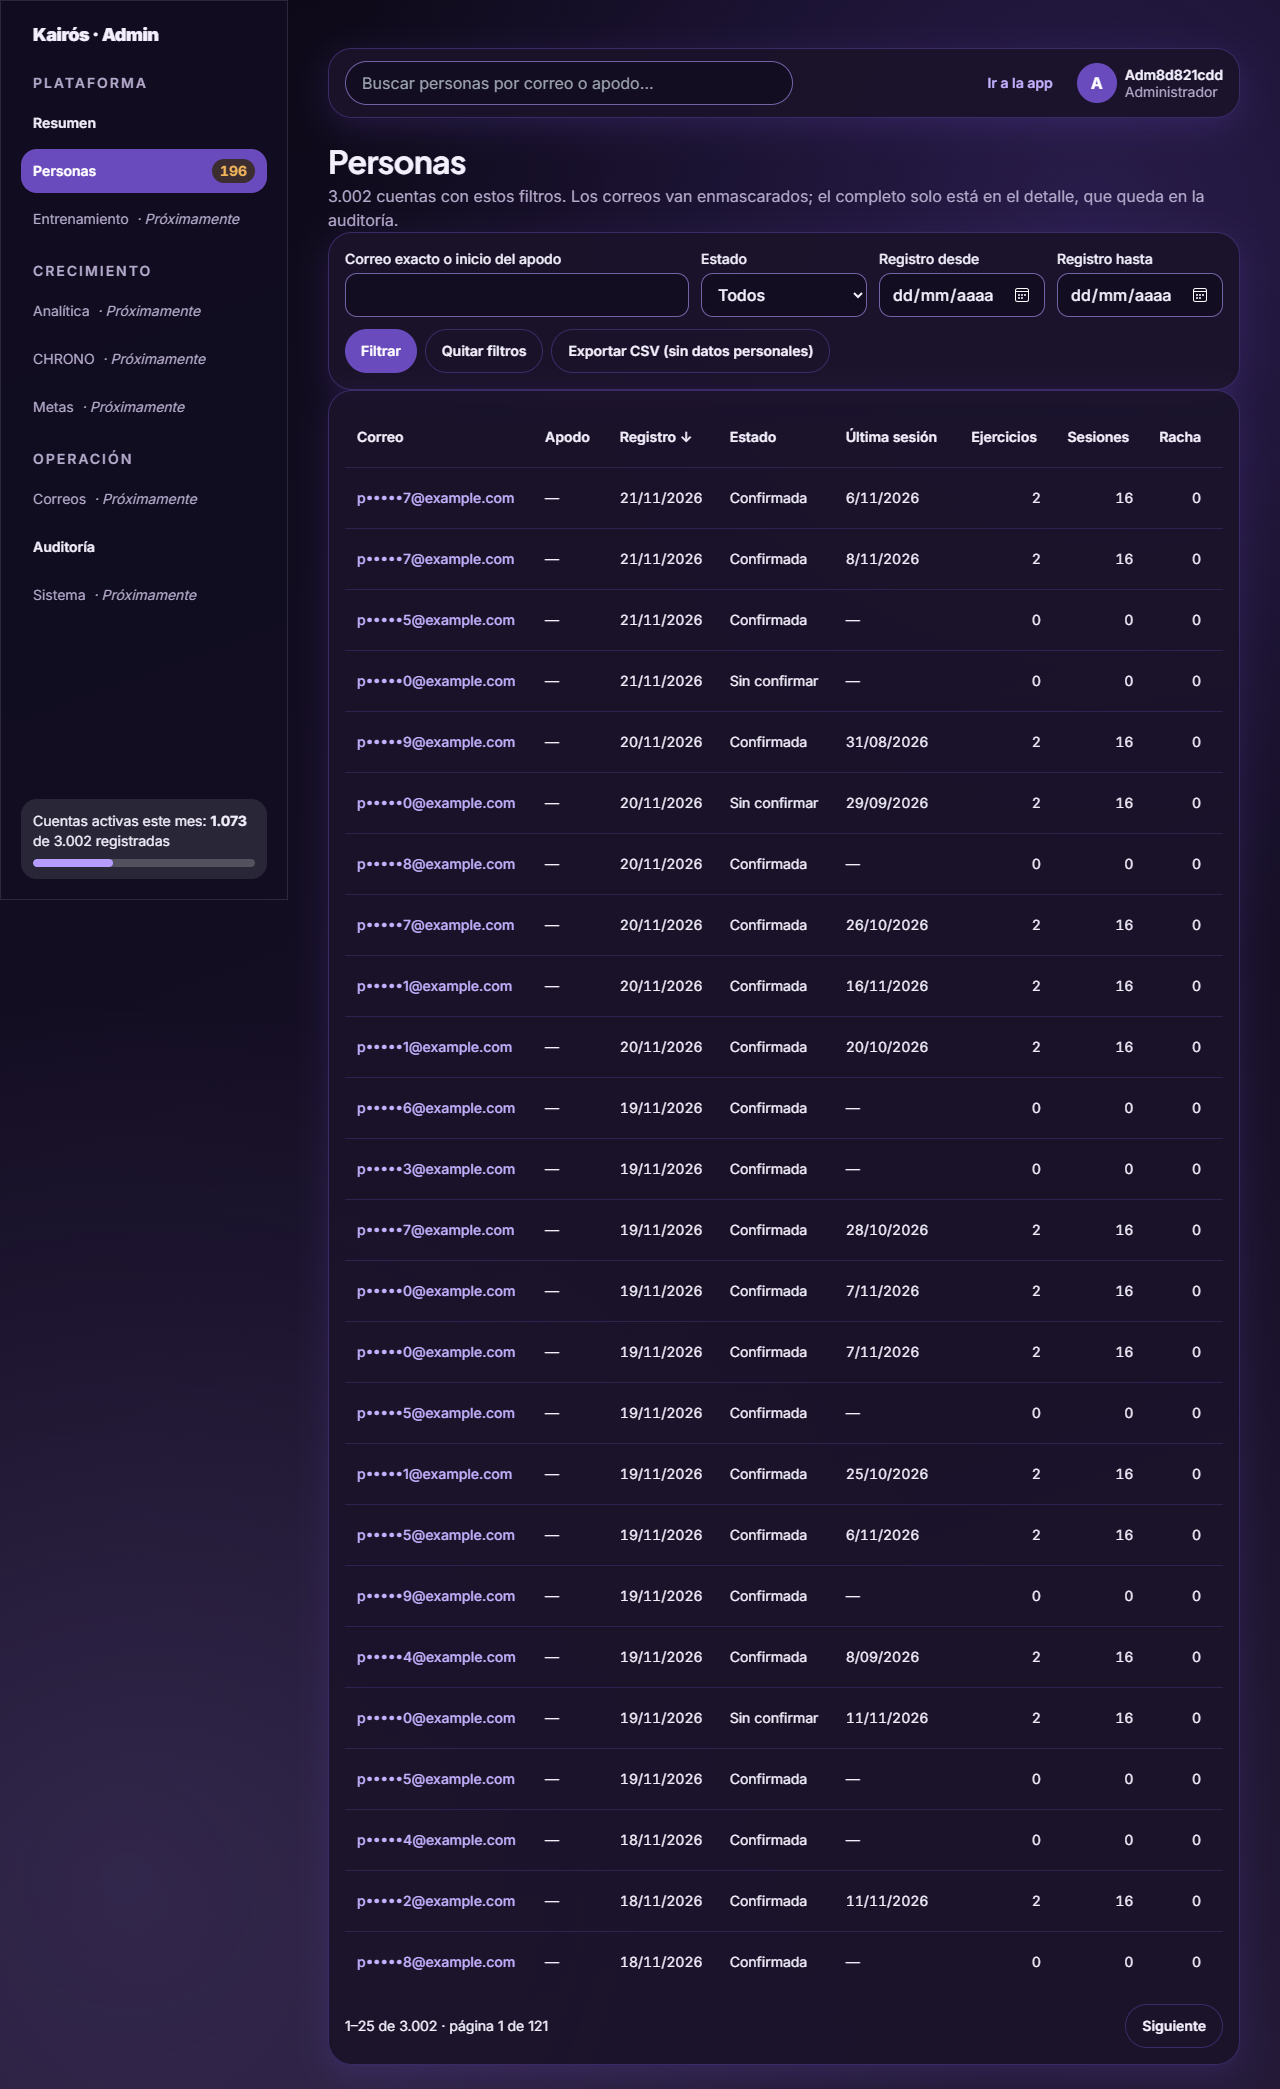 Kairós · Admin
PLATAFORMA
Resumen
Personas 196
Entrenamiento · Próximamente
CRECIMIENTO
Analítica · Próximamente
CHRONO · Próximamente
Metas · Próximamente
OPERACIÓN
Correos · Próximamente
Auditoría
Sistema · Próximamente
Cuentas activas este mes: 1.073
de 3.002 registradas
Buscar personas por correo o apodo...
Ir a la app
A
Adm8d821cdd
Administrador
Personas
3.002 cuentas con estos filtros. Los correos van enmascarados; el completo solo está en el detalle, que queda en la
auditoría.
Correo exacto o inicio del apodo Estado Registro desde Registro hasta
Todos dd/mm/aaaa dd/mm/aaaa
Filtrar Quitar filtros Exportar CSV (sin datos personales)
Correo Apodo Registro ↓ Estado Última sesión Ejercicios Sesiones Racha
p•••••7@example.com — 21/11/2026 Confirmada 6/11/2026 2 16 0
p•••••7@example.com — 21/11/2026 Confirmada 8/11/2026 2 16 0
p•••••5@example.com — 21/11/2026 Confirmada — 0 0 0
p•••••0@example.com — 21/11/2026 Sin confirmar — 0 0 0
p•••••9@example.com — 20/11/2026 Confirmada 31/08/2026 2 16 0
p•••••0@example.com — 20/11/2026 Sin confirmar 29/09/2026 2 16 0
p•••••8@example.com — 20/11/2026 Confirmada — 0 0 0
p•••••7@example.com — 20/11/2026 Confirmada 26/10/2026 2 16 0
p•••••1@example.com — 20/11/2026 Confirmada 16/11/2026 2 16 0
p•••••1@example.com — 20/11/2026 Confirmada 20/10/2026 2 16 0
p•••••6@example.com — 19/11/2026 Confirmada — 0 0 0
p•••••3@example.com — 19/11/2026 Confirmada — 0 0 0
p•••••7@example.com — 19/11/2026 Confirmada 28/10/2026 2 16 0
p•••••0@example.com — 19/11/2026 Confirmada 7/11/2026 2 16 0
p•••••0@example.com — 19/11/2026 Confirmada 7/11/2026 2 16 0
p•••••5@example.com — 19/11/2026 Confirmada — 0 0 0
p•••••1@example.com — 19/11/2026 Confirmada 25/10/2026 2 16 0
p•••••5@example.com — 19/11/2026 Confirmada 6/11/2026 2 16 0
p•••••9@example.com — 19/11/2026 Confirmada — 0 0 0
p•••••4@example.com — 19/11/2026 Confirmada 8/09/2026 2 16 0
p•••••0@example.com — 19/11/2026 Sin confirmar 11/11/2026 2 16 0
p•••••5@example.com — 19/11/2026 Confirmada — 0 0 0
p•••••4@example.com — 18/11/2026 Confirmada — 0 0 0
p•••••2@example.com — 18/11/2026 Confirmada 11/11/2026 2 16 0
p•••••8@example.com — 18/11/2026 Confirmada — 0 0 0
1–25 de 3.002 · página 1 de 121
Siguiente